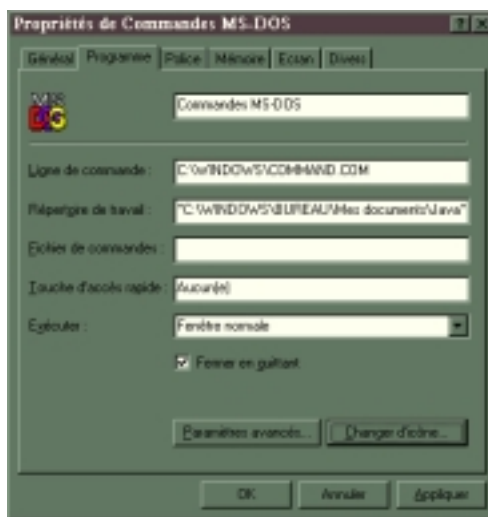 Propriétés de Commandes MS-DOS
Général Programme Police Mémoire Ecran Divers
MS
Commandes MS-DOS
Ligne de commande : C:\WINDOWS\COMMAND.COM
Répertoire de travail : "C:\WINDOWS\BUREAU\Mes documents\Java"
Fichier de commandes :
Touche d'accès rapide : Aucun(e)
Exécuter : Fenêtre normale
Fermer en quittant
Paramètres avancés... Changer d'icône...
OK Annuler Appliquer